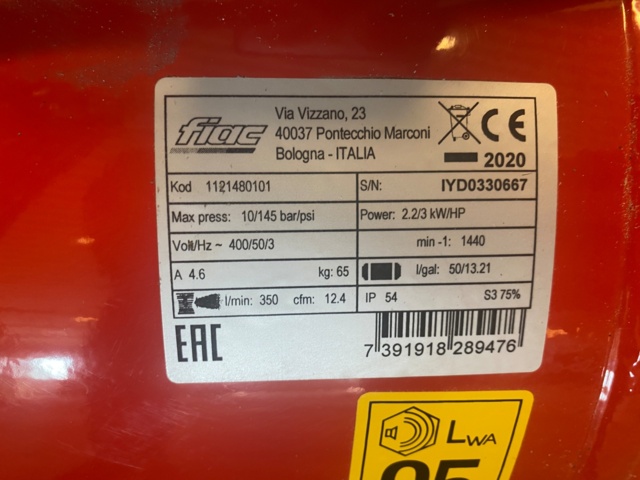 fiac
Via Vizzano, 23
40037 Pontecchio Marconi
Bologna - ITALIA
CE
2020
Kod 1121480101
S/N: IYD0330667
Max press: 10/145 bar/psi
Power: 2.2/3 kW/HP
Volt/Hz ~ 400/50/3
min -1: 1440
A 4.6 kg: 65
l/gal: 50/13.21
l/min: 350 cfm: 12.4
IP 54 S3 75%
EAC
7 391918 289476
LWA
95